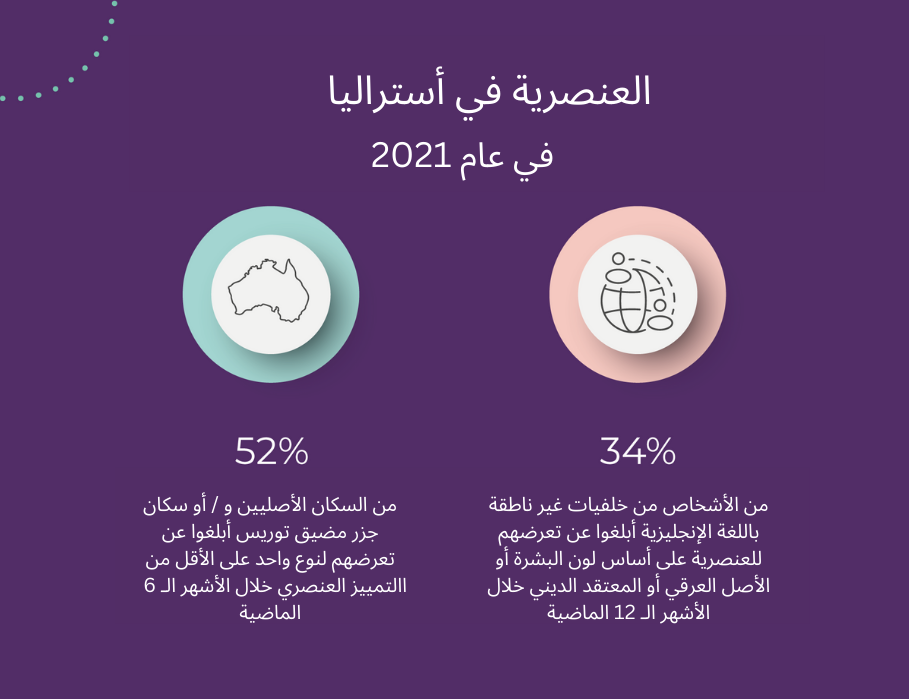 العنصرية في أستراليا
في عام 2021
34%
من الأشخاص من خلفيات غير ناطقة
باللغة الإنجليزية أبلغوا عن تعرضهم
للعنصرية على أساس لون البشرة أو
الأصل العرقي أو المعتقد الديني خلال
الأشهر الـ 12 الماضية
52%
من السكان الأصليين و / أو سكان
جزر مضيق توريس أبلغوا عن
تعرضهم لنوع واحد على الأقل من
االتمييز العنصري خلال الأشهر الـ 6
الماضية